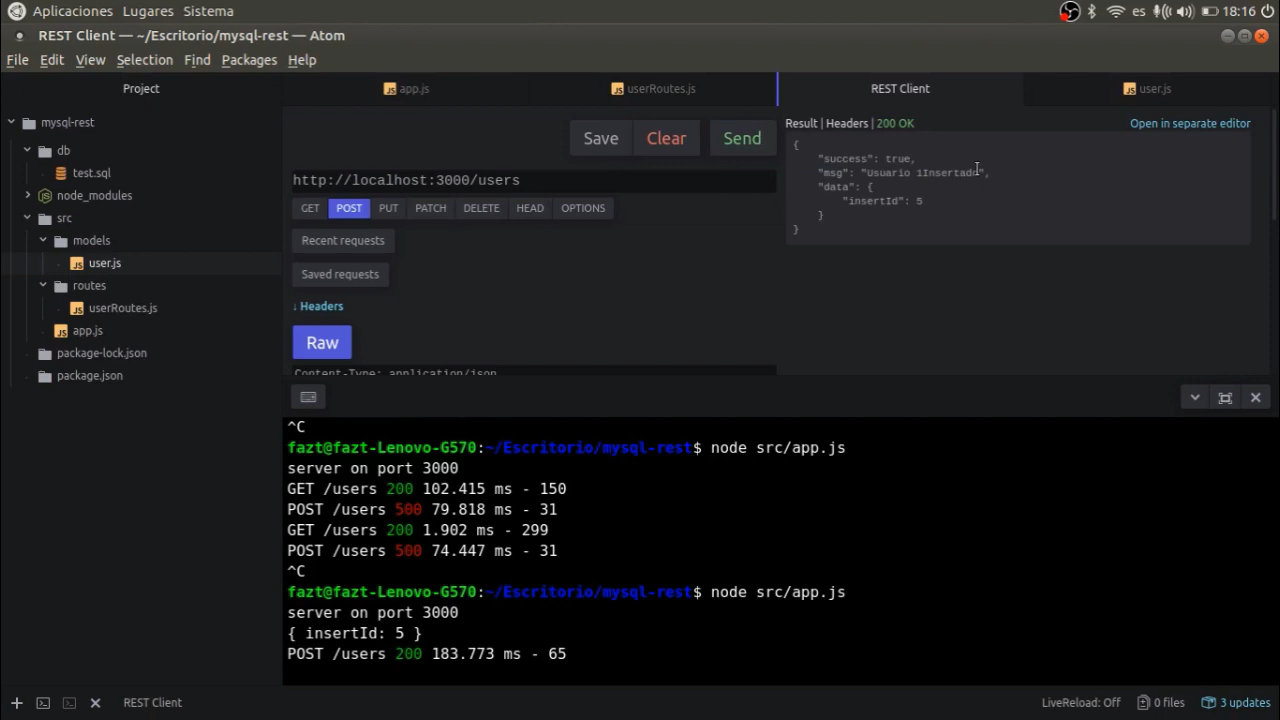 Aplicaciones Lugares Sistema es 18:16
REST Client — ~/Escritorio/mysql-rest — Atom
File Edit View Selection Find Packages Help
Project
app.js userRoutes.js REST Client user.js
mysql-rest
db
test.sql
node_modules
src
models
user.js
routes
userRoutes.js
app.js
package-lock.json
package.json
Save Clear Send
http://localhost:3000/users
GET POST PUT PATCH DELETE HEAD OPTIONS
Recent requests
Saved requests
↓ Headers
Raw
Content-Type: application/json
Result | Headers | 200 OK Open in separate editor
{
"success": true,
"msg": "Usuario 1Insertado",
"data": {
"insertId": 5
}
}
^C
fazt@fazt-Lenovo-G570:~/Escritorio/mysql-rest$ node src/app.js
server on port 3000
GET /users 200 102.415 ms - 150
POST /users 500 79.818 ms - 31
GET /users 200 1.902 ms - 299
POST /users 500 74.447 ms - 31
^C
fazt@fazt-Lenovo-G570:~/Escritorio/mysql-rest$ node src/app.js
server on port 3000
{ insertId: 5 }
POST /users 200 183.773 ms - 65
REST Client LiveReload: Off 0 files 3 updates